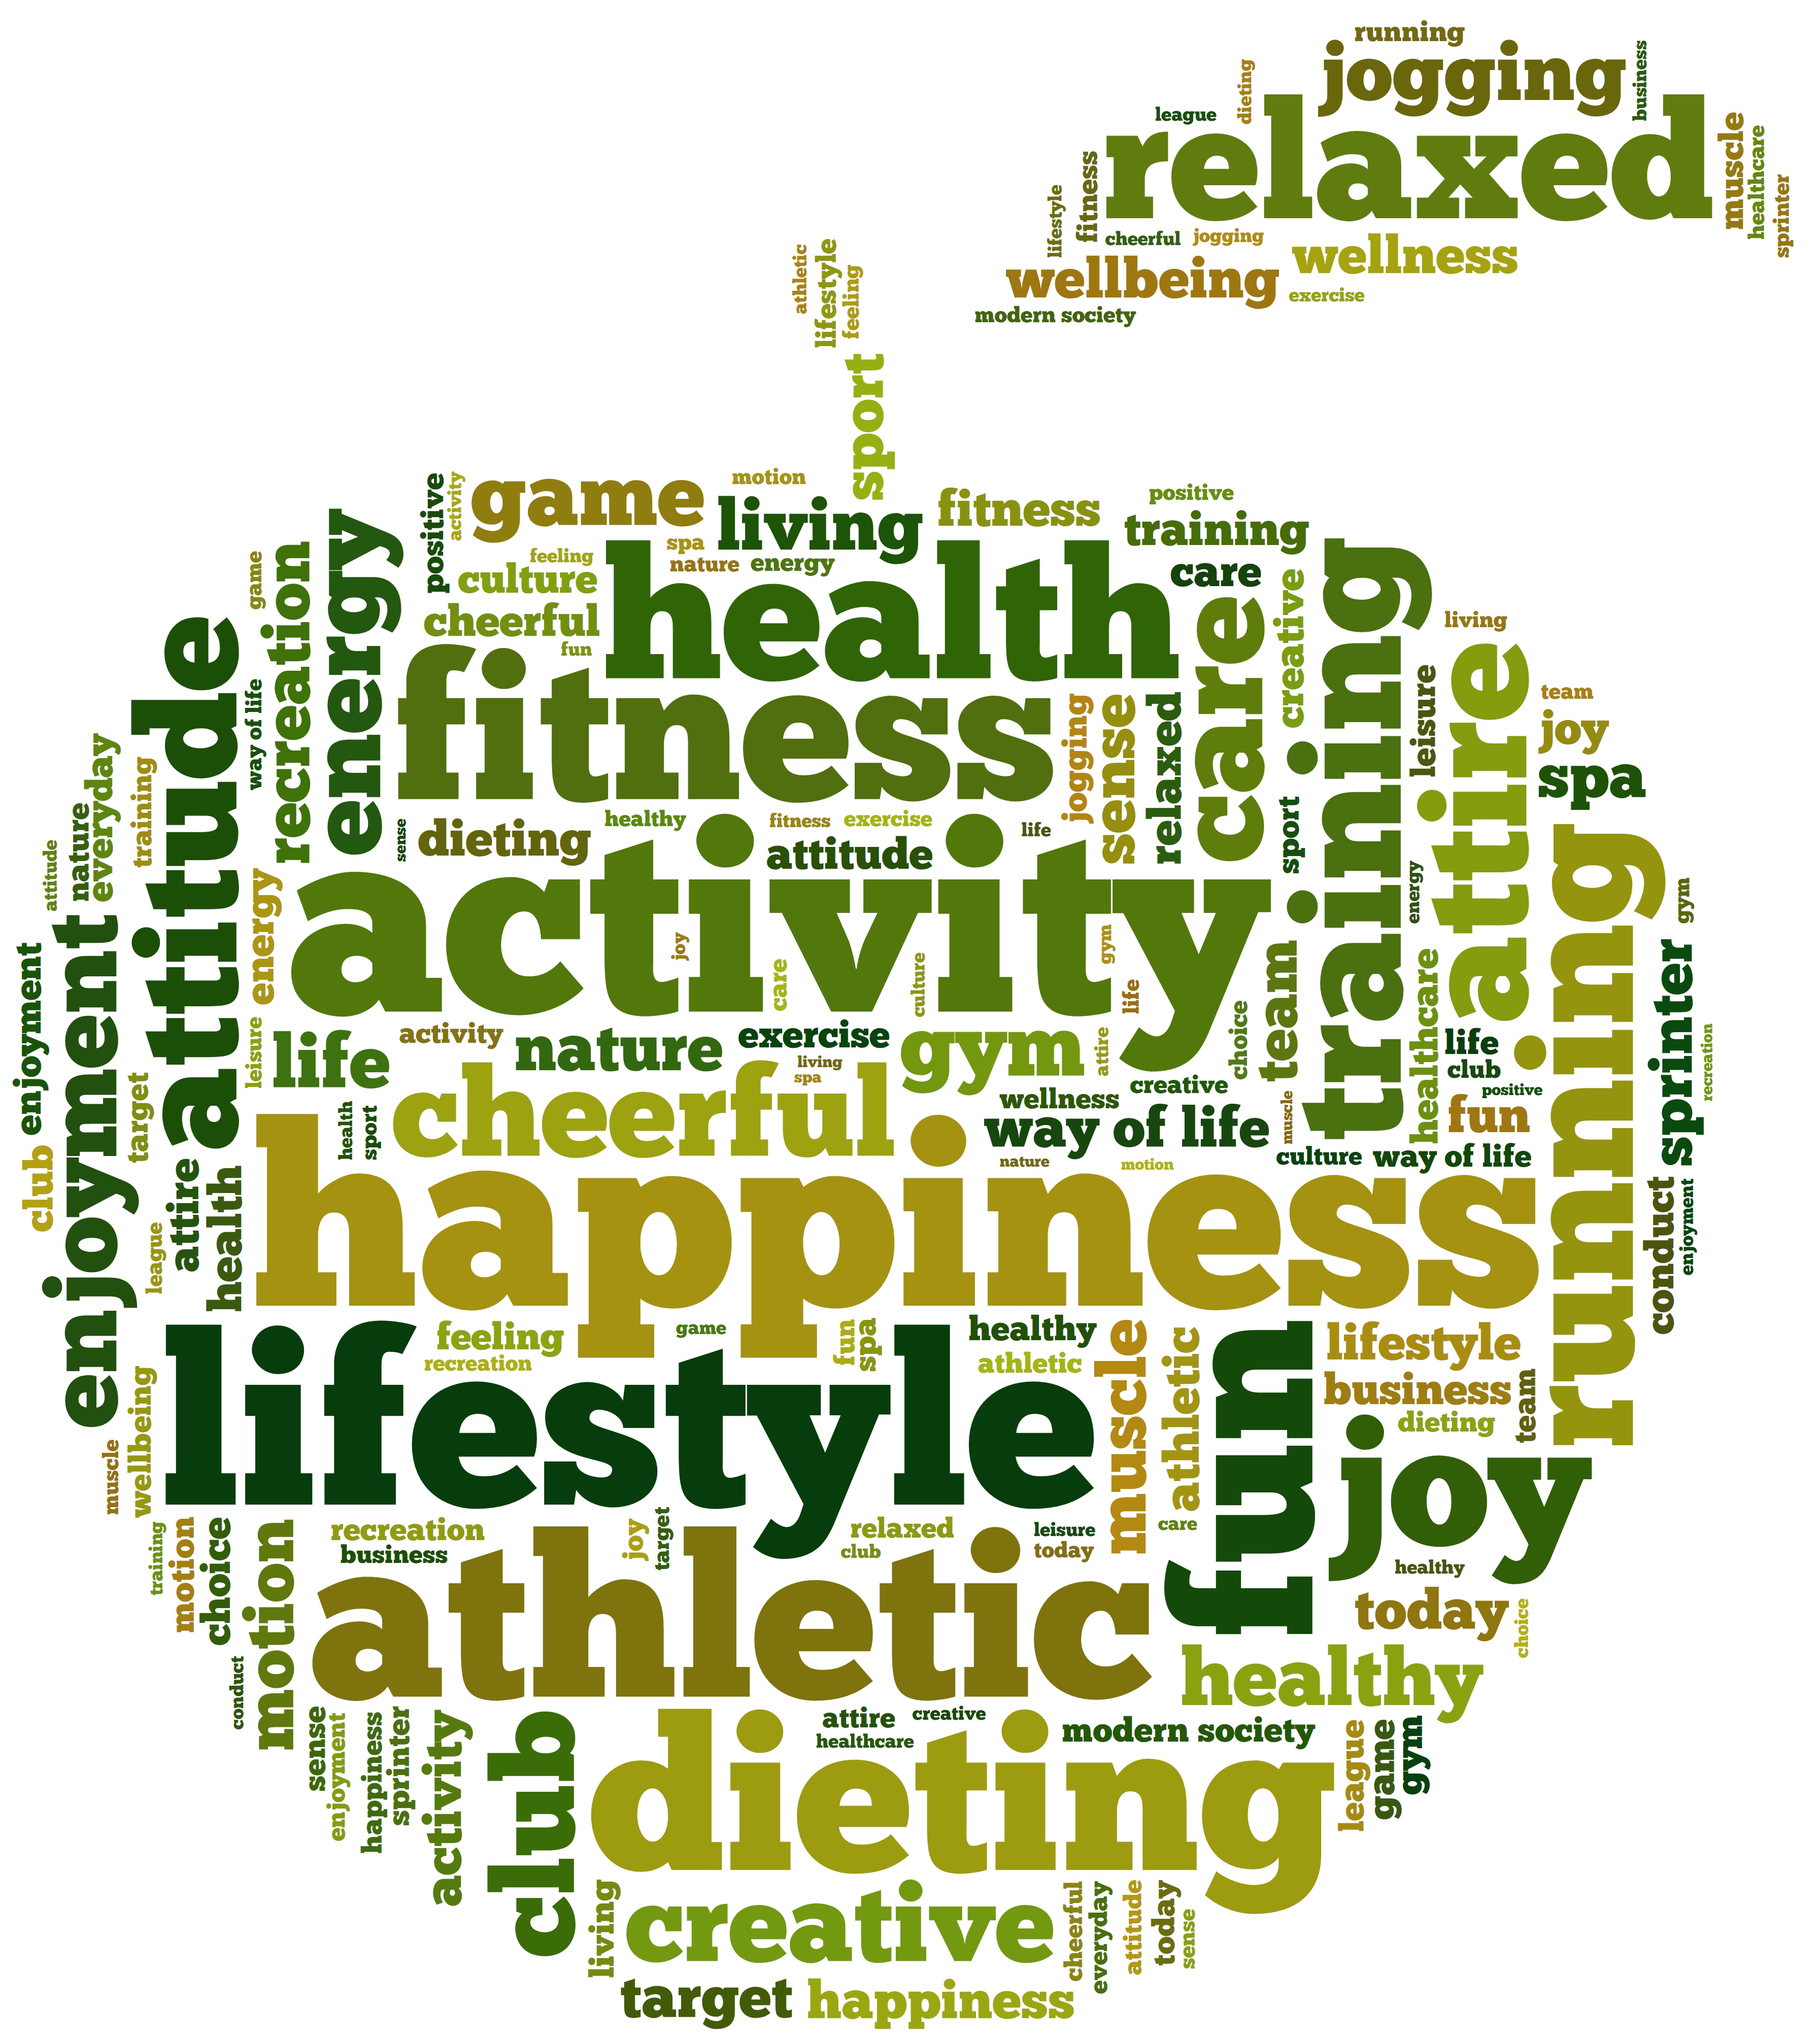 running
jogging
business
dieting
league
relaxed
muscle
healthcare
sprinter
fitness
lifestyle
cheerful
jogging
wellness
wellbeing
exercise
modern society
athletic
lifestyle
feeling
sport
positive
activity
game
motion
living
fitness
positive
training
spa
nature
energy
feeling
culture
health
care
cheerful
fun
energy
recreation
game
way of life
attitude
fitness
jogging
sense
relaxed
care
creative
training
leisure
living
attire
team
joy
spa
everyday
nature
training
attitude
sense
dieting
healthy
fitness
exercise
life
attitude
sport
energy
activity
joy
care
culture
gym
life
choice
team
energy
healthcare
running
gym
sprinter
recreation
enjoyment
enjoyment
club
target
leisure
life
activity
nature
exercise
living
spa
gym
attire
creative
wellness
way of life
muscle
life
club
positive
fun
culture
way of life
health
sport
cheerful
nature
motion
attire
health
league
happiness
conduct
enjoyment
lifestyle
feeling
recreation
game
fun
spa
healthy
athletic
muscle
athletic
fun
lifestyle
business
dieting
team
joy
wellbeing
muscle
training
motion
choice
motion
conduct
recreation
business
joy
target
relaxed
club
leisure
today
care
athletic
healthy
today
choice
healthy
sense
enjoyment
happiness
sprinter
activity
club
dieting
attire
creative
healthcare
modern society
league
game
gym
living
creative
cheerful
everyday
attitude
today
sense
target
happiness